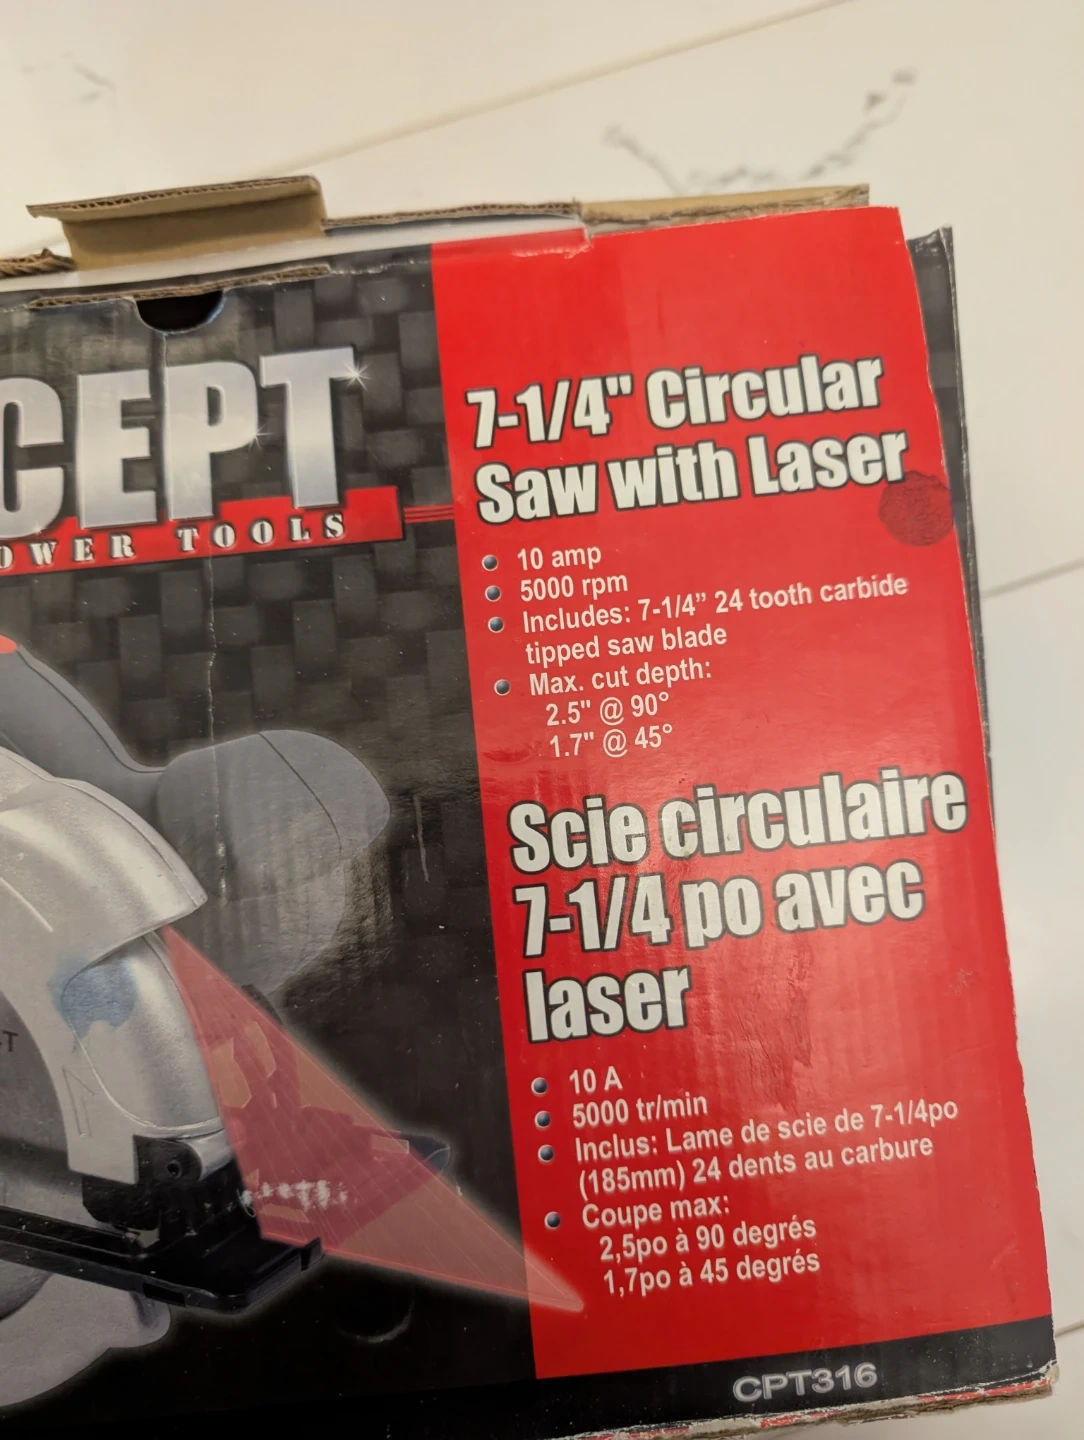 CEPT
OWER TOOLS
7-1/4" Circular
Saw with Laser
10 amp
5000 rpm
Includes: 7-1/4” 24 tooth carbide
tipped saw blade
Max. cut depth:
2.5" @ 90°
1.7" @ 45°
Scie circulaire
7-1/4 po avec
laser
10 A
5000 tr/min
Inclus: Lame de scie de 7-1/4po
(185mm) 24 dents au carbure
Coupe max:
2,5po à 90 degrés
1,7po à 45 degrés
CPT316